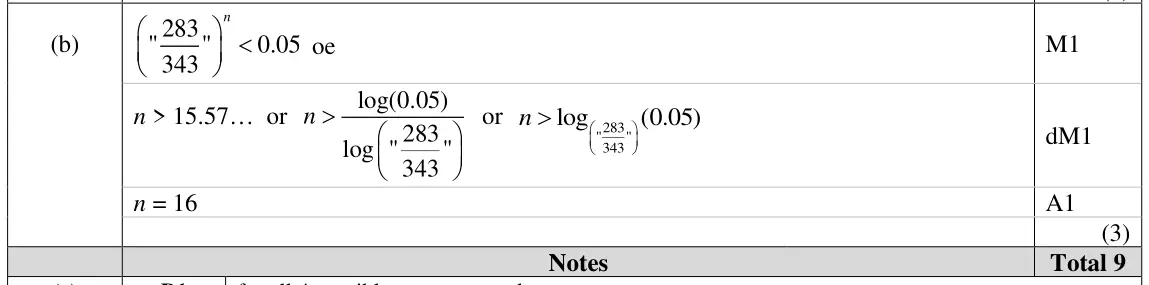 (b) ("283/343")^n < 0.05 oe M1
n > 15.57… or n > log(0.05)/log("283/343") or n > log_("283/343")(0.05) dM1
n = 16 A1
(3)
Notes Total 9